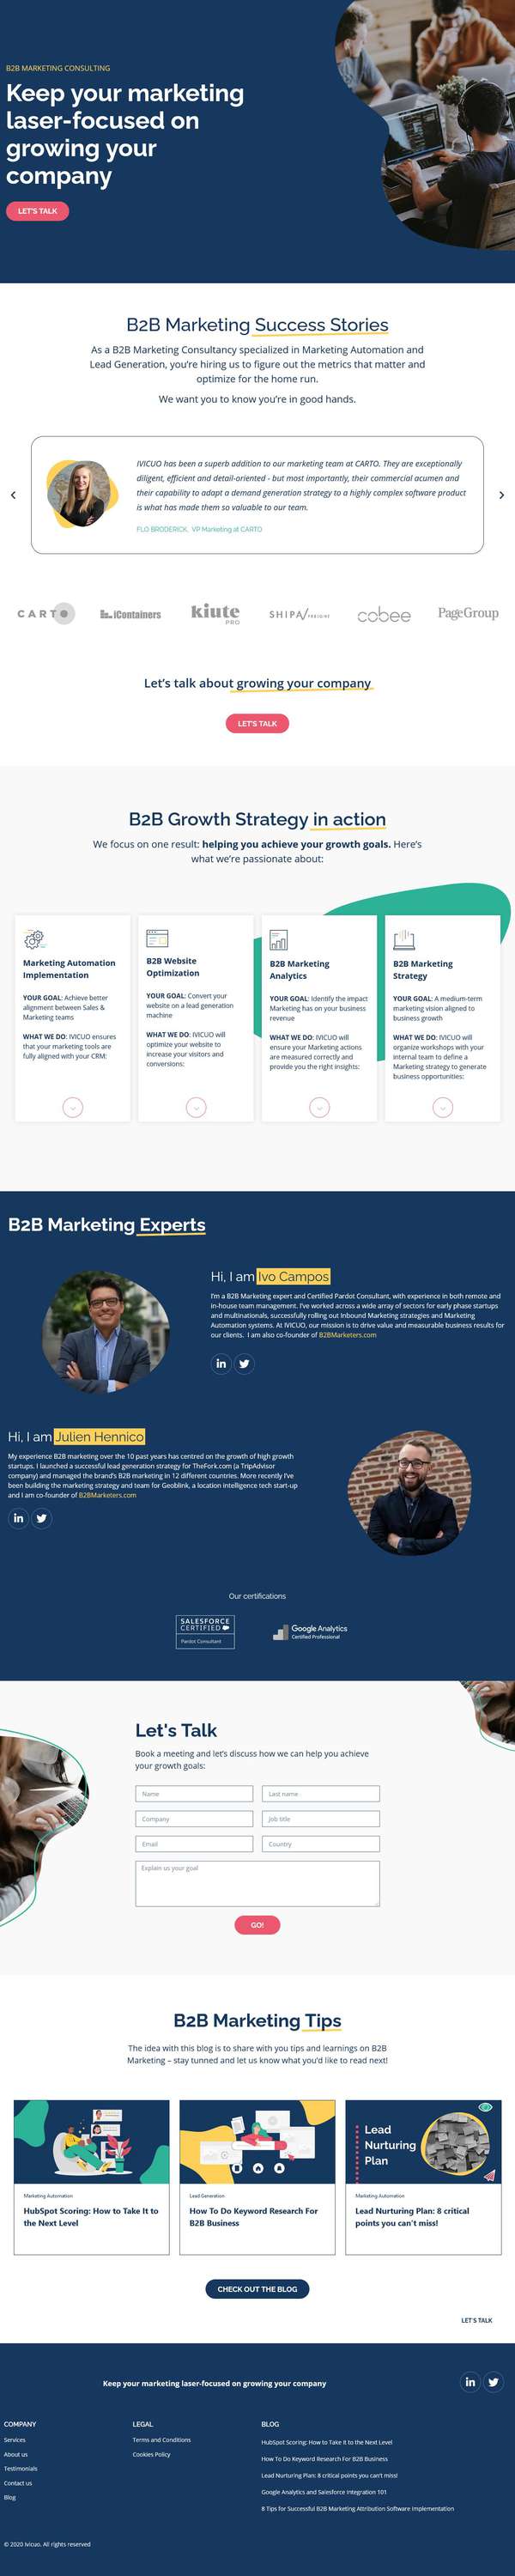 B2B MARKETING CONSULTING
Keep your marketing
laser-focused on
growing your
company
LET'S TALK
B2B Marketing Success Stories
As a B2B Marketing Consultancy specialized in Marketing Automation and
Lead Generation, you're hiring us to figure out the metrics that matter and
optimize for the home run.
We want you to know you're in good hands.
IVICUO has been a superb addition to our marketing team at CARTO. They are exceptionally
diligent, efficient and detail-oriented - but most importantly, their commercial acumen and
their capability to adapt a demand generation strategy to a highly complex software product
is what has made them so valuable to our team.
FLO BRODERICK, VP Marketing at CARTO
CARTO
iContainers
kiute
PRO
SHIPA/FREIGHT
cobee
PageGroup
Let's talk about growing your company
LET'S TALK
B2B Growth Strategy in action
We focus on one result: helping you achieve your growth goals. Here's
what we're passionate about:
Marketing Automation
Implementation
YOUR GOAL: Achieve better
alignment between Sales &
Marketing teams
WHAT WE DO: IVICUO ensures
that your marketing tools are
fully aligned with your CRM:
B2B Website
Optimization
YOUR GOAL: Convert your
website on a lead generation
machine
WHAT WE DO: IVICUO will
optimize your website to
increase your visitors and
conversions:
B2B Marketing
Analytics
YOUR GOAL: Identify the impact
Marketing has on your business
revenue
WHAT WE DO: IVICUO will
ensure your Marketing actions
are measured correctly and
provide you the right insights:
B2B Marketing
Strategy
YOUR GOAL: A medium-term
marketing vision aligned to
business growth
WHAT WE DO: IVICUO will
organize workshops with your
internal team to define a
Marketing strategy to generate
business opportunities:
B2B Marketing Experts
Hi, I am Ivo Campos
I'm a B2B Marketing expert and Certified Pardot Consultant, with experience in both remote and
in-house team management. I've worked across a wide array of sectors for early phase startups
and multinationals, successfully rolling out Inbound Marketing strategies and Marketing
Automation systems. At IVICUO, our mission is to drive value and measurable business results for
our clients. I am also co-founder of B2BMarketers.com
Hi, I am Julien Hennico
My experience B2B marketing over the 10 past years has centred on the growth of high growth
startups. I launched a successful lead generation strategy for TheFork.com (a TripAdvisor
company) and managed the brand's B2B marketing in 12 different countries. More recently I've
been building the marketing strategy and team for Geoblink, a location Intelligence tech start-up
and I am co-founder of B2BMarketers.com
Our certifications
SALESFORCE
CERTIFIED
Pardot Consultant
Google Analytics
Certified Professional
Let's Talk
Book a meeting and let's discuss how we can help you achieve
your growth goals:
Name
Last name
Company
Job title
Email
Country
Explain us your goal
GO!
B2B Marketing Tips
The idea with this blog is to share with you tips and learnings on B2B
Marketing – stay tunned and let us know what you'd like to read next!
Lead
Nurturing
Plan
Marketing Automation
HubSpot Scoring: How to Take It to
the Next Level
Lead Generation
How To Do Keyword Research For
B2B Business
Marketing Automation
Lead Nurturing Plan: 8 critical
points you can't miss!
CHECK OUT THE BLOG
LET'S TALK
Keep your marketing laser-focused on growing your company
COMPANY
Services
About us
Testimonials
Contact us
Blog
LEGAL
Terms and Conditions
Cookies Policy
BLOG
HubSpot Scoring: How to Take It to the Next Level
How To Do Keyword Research For B2B Business
Lead Nurturing Plan: 8 critical points you can't miss!
Google Analytics and Salesforce Integration 101
8 Tips for Successful B2B Marketing Attribution Software Implementation
© 2020 Ivicuo. All rights reserved